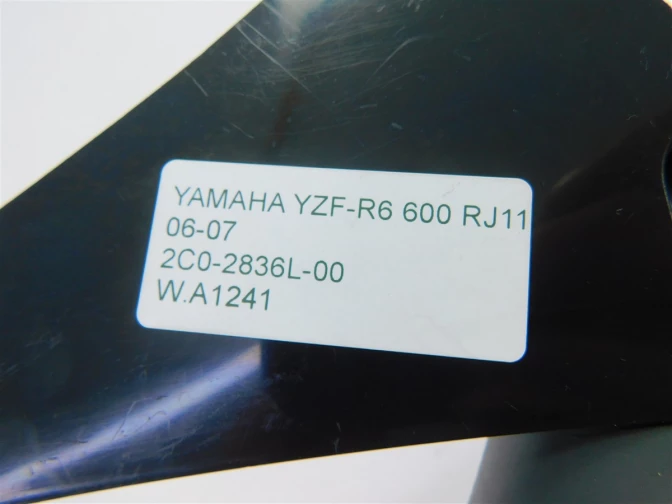 YAMAHA YZF-R6 600 RJ11
06-07
2C0-2836L-00
W.A1241